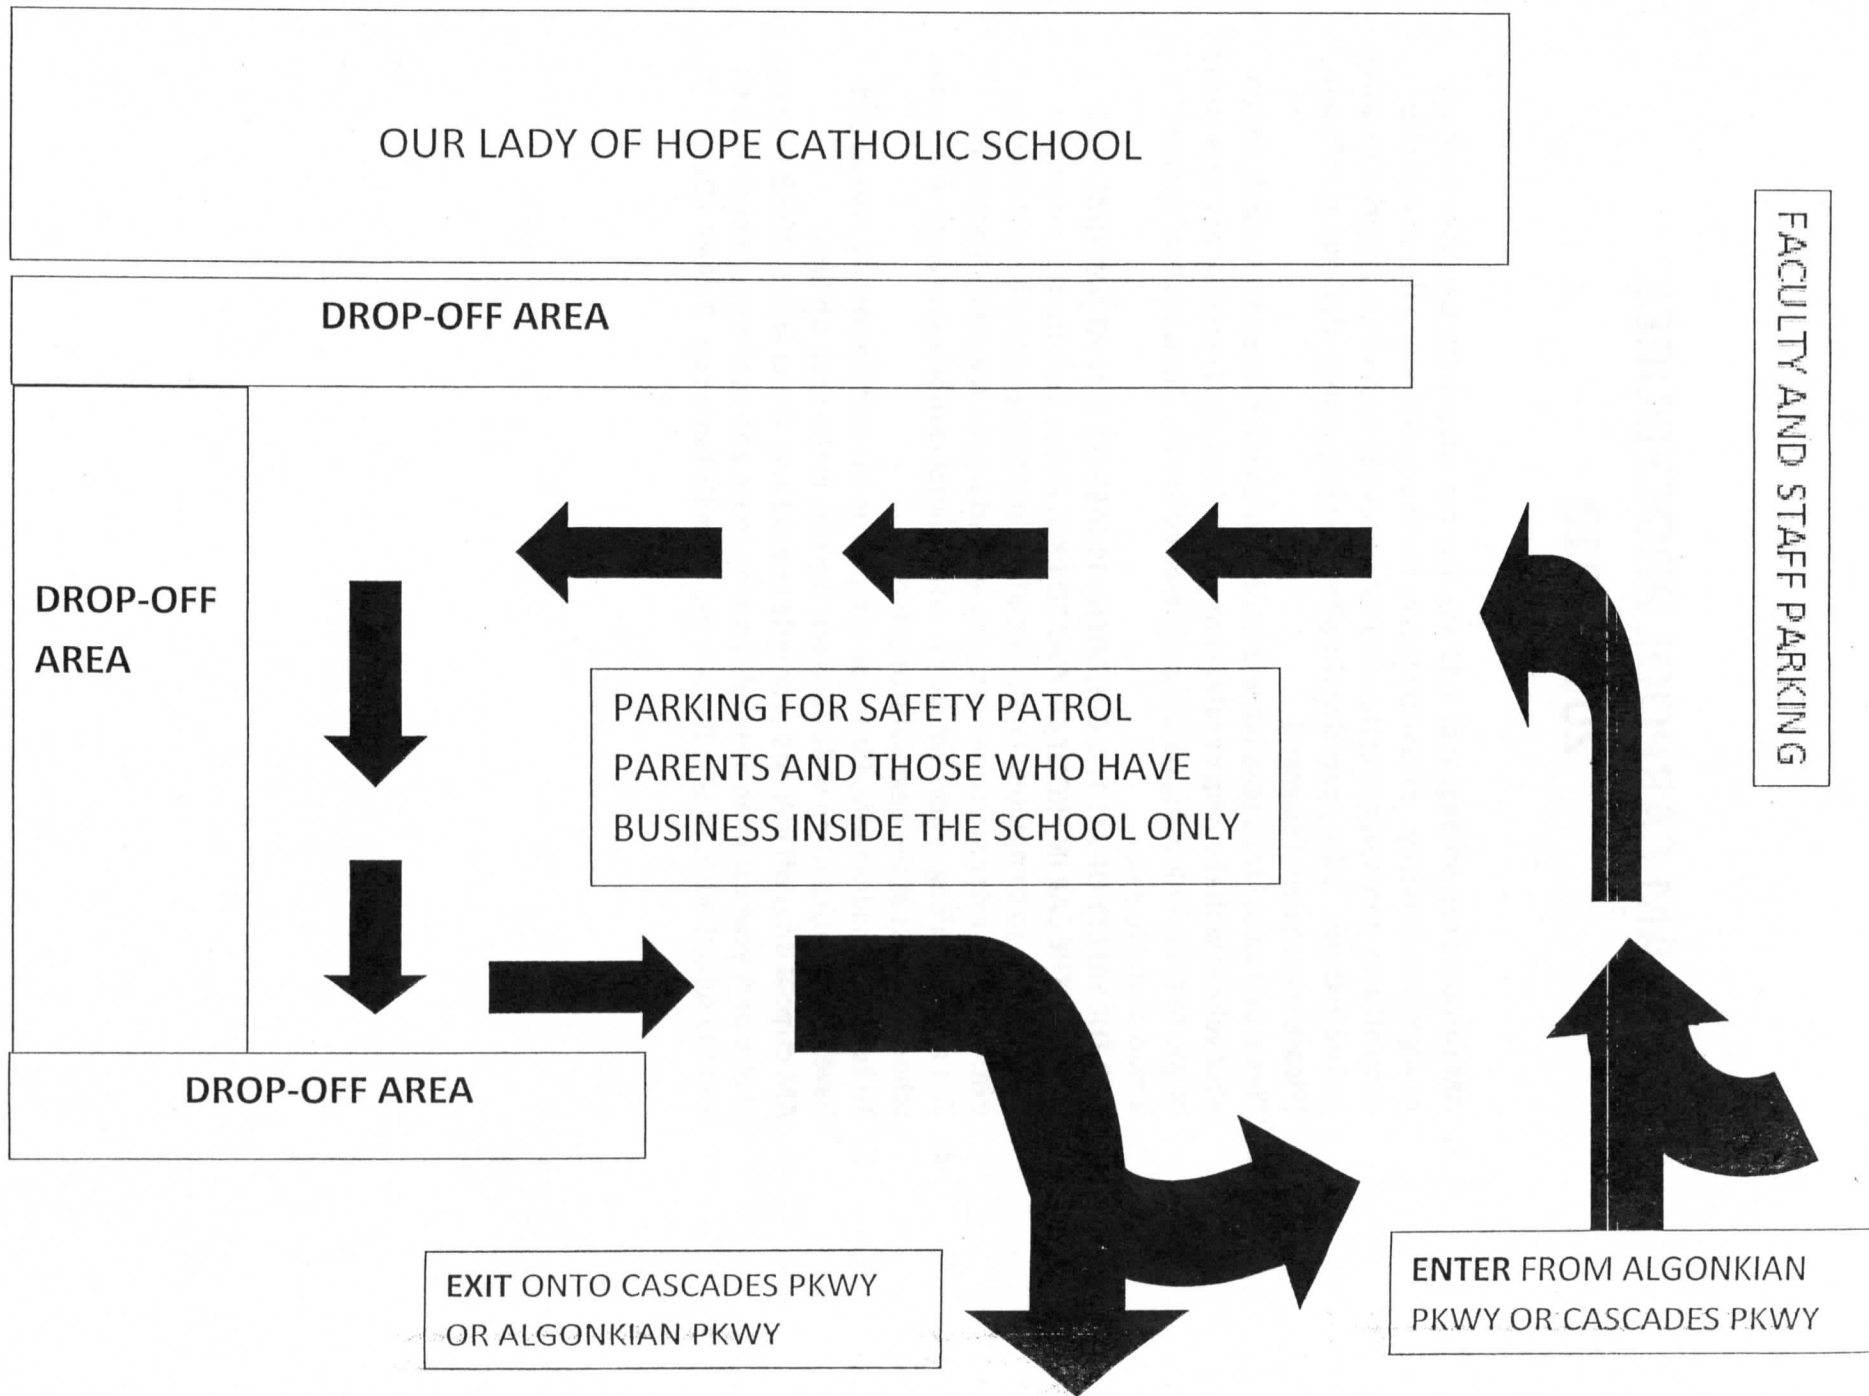 OUR LADY OF HOPE CATHOLIC SCHOOL
DROP-OFF AREA
FACULTY AND STAFF PARKING
DROP-OFF
AREA
PARKING FOR SAFETY PATROL
PARENTS AND THOSE WHO HAVE
BUSINESS INSIDE THE SCHOOL ONLY
DROP-OFF AREA
EXIT ONTO CASCADES PKWY
OR ALGONKIAN PKWY
ENTER FROM ALGONKIAN
PKWY OR CASCADES PKWY